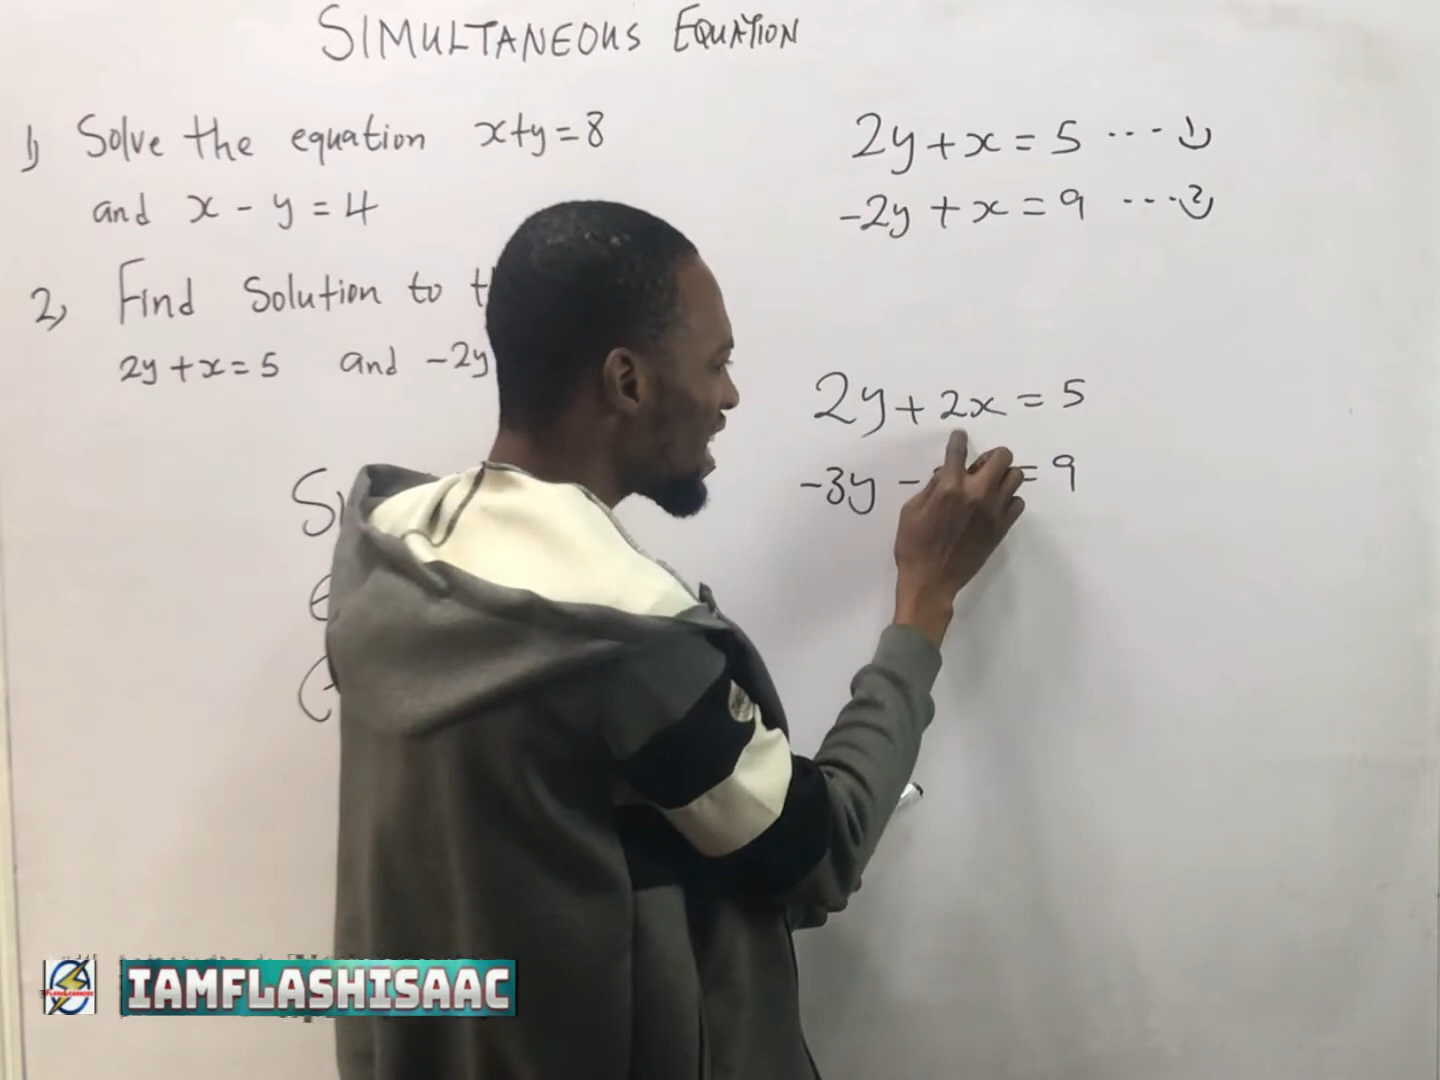 SIMULTANEOUS EQUATION
1) Solve the equation x+y=8
and x - y = 4
2) Find Solution to
2y + x = 5 and -2y
2y + x = 5 ---- 1)
-2y + x = 9 ---- 2)
2y + 2x = 5
-3y - = 9
IAMFLASHISAAC